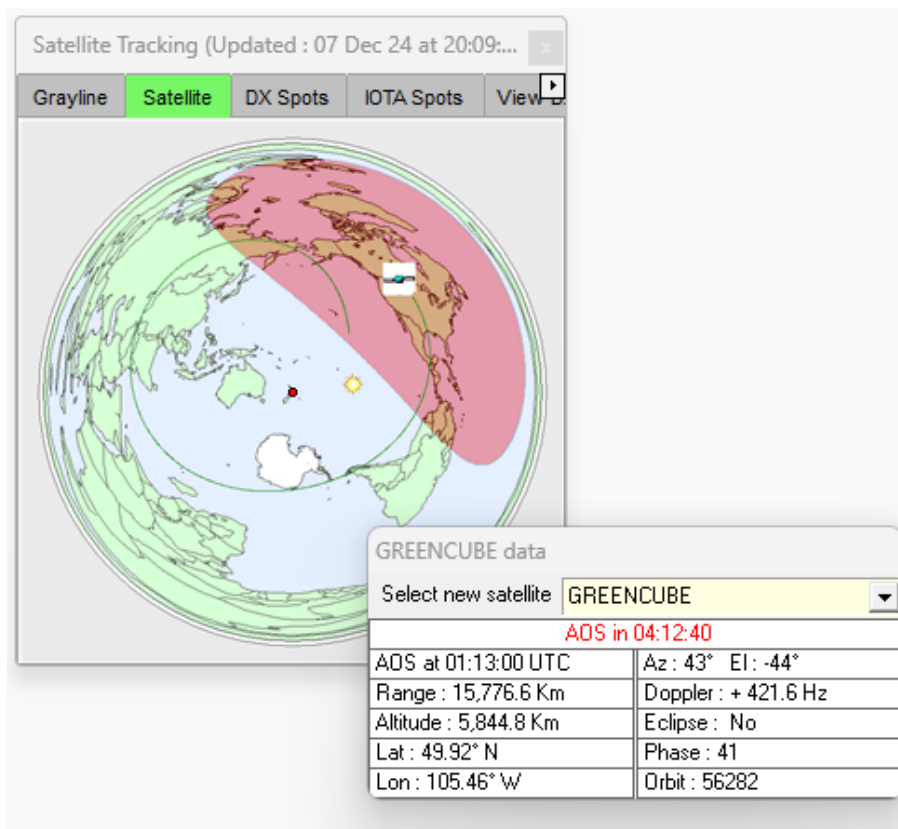 Satellite Tracking (Updated : 07 Dec 24 at 20:09:...
Grayline Satellite DX Spots IOTA Spots View
GREENCUBE data
Select new satellite GREENCUBE
AOS in 04:12:40
AOS at 01:13:00 UTC Az : 43° El : -44°
Range : 15,776.6 Km Doppler : + 421.6 Hz
Altitude : 5,844.8 Km Eclipse : No
Lat : 49.92° N Phase : 41
Lon : 105.46° W Orbit : 56282